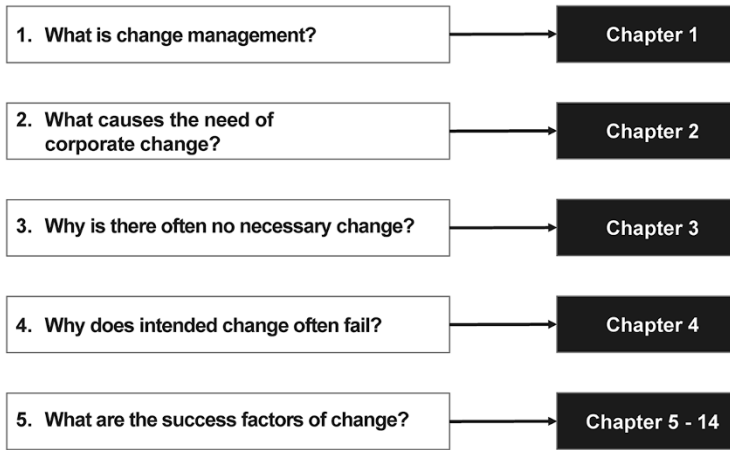 1. What is change management?
Chapter 1
2. What causes the need of
corporate change?
Chapter 2
3. Why is there often no necessary change?
Chapter 3
4. Why does intended change often fail?
Chapter 4
5. What are the success factors of change?
Chapter 5 - 14